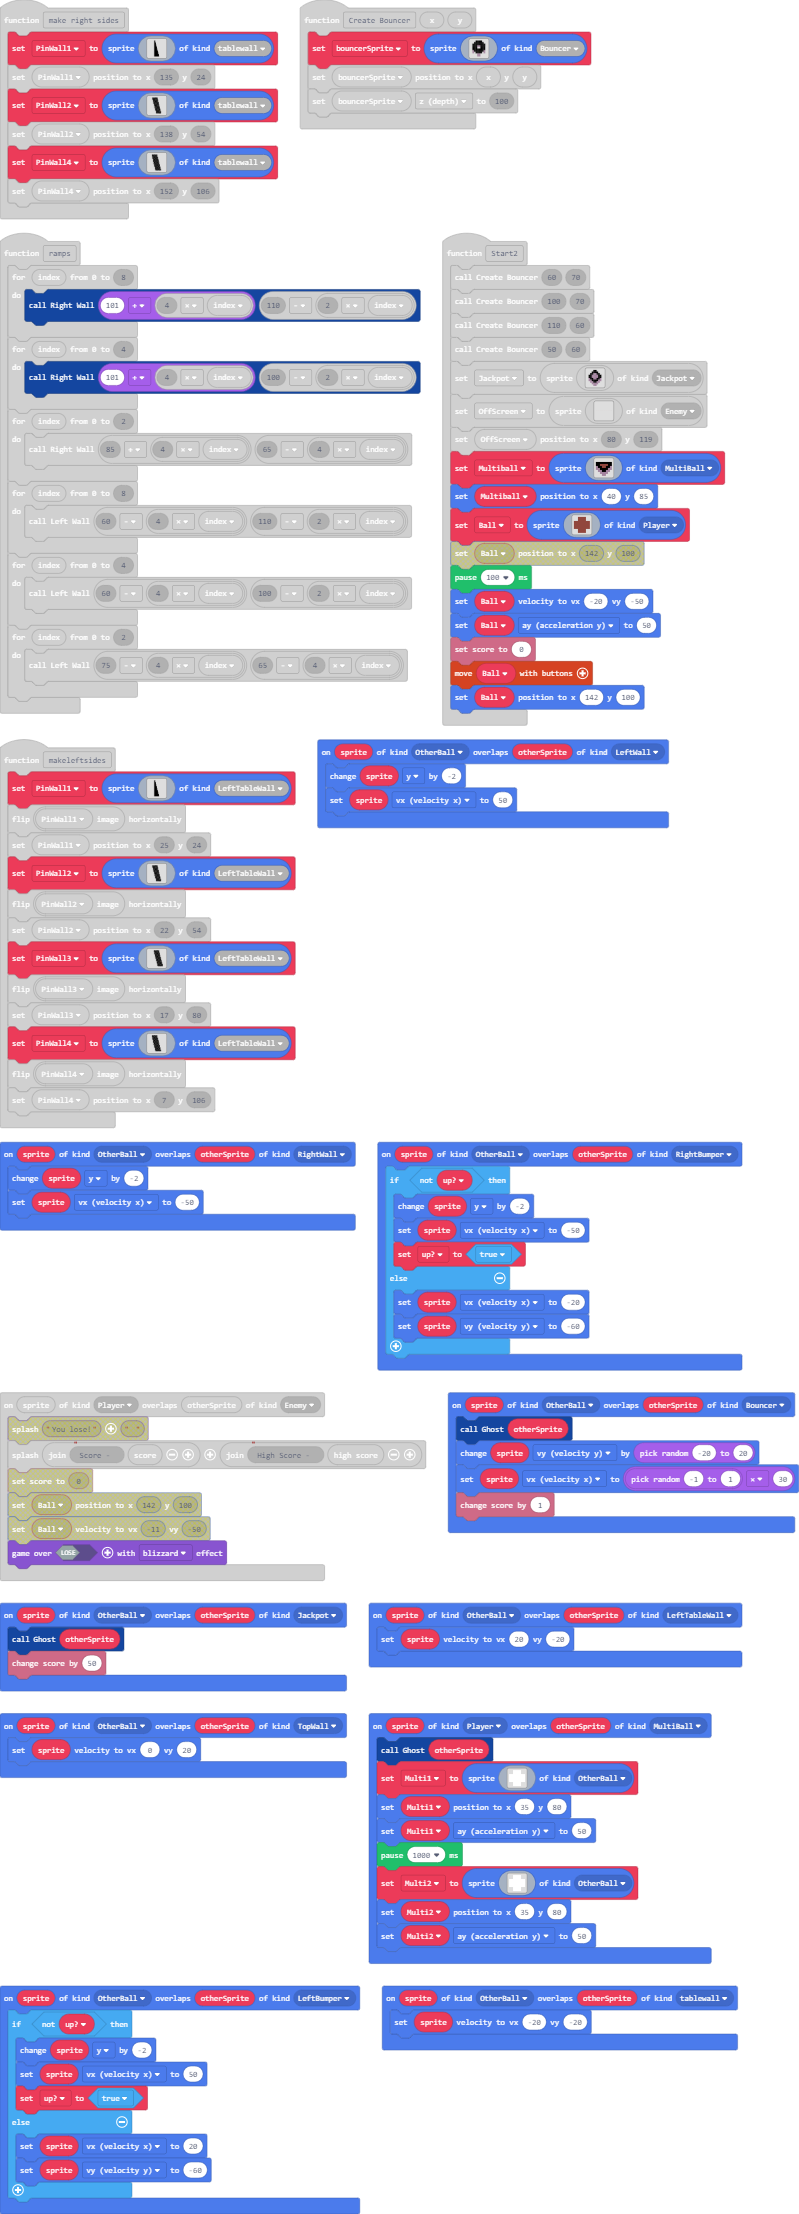 function make right sides
set PinWall1 to sprite of kind tablewall
set PinWall1 position to x 135 y 24
set PinWall2 to sprite of kind tablewall
set PinWall2 position to x 138 y 54
set PinWall4 to sprite of kind tablewall
set PinWall4 position to x 152 y 106
function Create Bouncer x y
set bouncerSprite to sprite of kind Bouncer
set bouncerSprite position to x x y y
set bouncerSprite z (depth) to 100
function ramps
for index from 0 to 8
do call Right Wall 101 + 4 × index 110 - 2 × index
for index from 0 to 4
do call Right Wall 101 + 4 × index 100 - 2 × index
for index from 0 to 2
do call Right Wall 85 + 4 × index 65 - 4 × index
for index from 0 to 8
do call Left Wall 60 - 4 × index 110 - 2 × index
for index from 0 to 4
do call Left Wall 60 - 4 × index 100 - 2 × index
for index from 0 to 2
do call Left Wall 75 - 4 × index 65 - 4 × index
function Start2
call Create Bouncer 60 70
call Create Bouncer 100 70
call Create Bouncer 110 60
call Create Bouncer 50 60
set Jackpot to sprite of kind Jackpot
set OffScreen to sprite of kind Enemy
set OffScreen position to x 80 y 119
set Multiball to sprite of kind MultiBall
set Multiball position to x 40 y 85
set Ball to sprite of kind Player
set Ball position to x 142 y 100
pause 100 ms
set Ball velocity to vx -20 vy -50
set Ball ay (acceleration y) to 50
set score to 0
move Ball with buttons
set Ball position to x 142 y 100
function makeleftsides
set PinWall1 to sprite of kind LeftTableWall
flip PinWall1 image horizontally
set PinWall1 position to x 25 y 24
set PinWall2 to sprite of kind LeftTableWall
flip PinWall2 image horizontally
set PinWall2 position to x 22 y 54
set PinWall3 to sprite of kind LeftTableWall
flip PinWall3 image horizontally
set PinWall3 position to x 17 y 80
set PinWall4 to sprite of kind LeftTableWall
flip PinWall4 image horizontally
set PinWall4 position to x 7 y 106
on sprite of kind OtherBall overlaps otherSprite of kind LeftWall
change sprite y by -2
set sprite vx (velocity x) to 50
on sprite of kind OtherBall overlaps otherSprite of kind RightWall
change sprite y by -2
set sprite vx (velocity x) to -50
on sprite of kind OtherBall overlaps otherSprite of kind RightBumper
if not up? then
change sprite y by -2
set sprite vx (velocity x) to -50
set up? to true
else
set sprite vx (velocity x) to -20
set sprite vy (velocity y) to -60
on sprite of kind Player overlaps otherSprite of kind Enemy
splash "You lose!" " "
splash join "Score - score join "High Score - high score
set score to 0
set Ball position to x 142 y 100
set Ball velocity to vx -11 vy -50
game over LOSE with blizzard effect
on sprite of kind OtherBall overlaps otherSprite of kind Bouncer
call Ghost otherSprite
change sprite vy (velocity y) by pick random -20 to 20
set sprite vx (velocity x) to pick random -1 to 1 × 30
change score by 1
on sprite of kind OtherBall overlaps otherSprite of kind Jackpot
call Ghost otherSprite
change score by 50
on sprite of kind OtherBall overlaps otherSprite of kind LeftTableWall
set sprite velocity to vx 20 vy -20
on sprite of kind OtherBall overlaps otherSprite of kind TopWall
set sprite velocity to vx 0 vy 20
on sprite of kind Player overlaps otherSprite of kind MultiBall
call Ghost otherSprite
set Multi1 to sprite of kind OtherBall
set Multi1 position to x 35 y 80
set Multi1 ay (acceleration y) to 50
pause 1000 ms
set Multi2 to sprite of kind OtherBall
set Multi2 position to x 35 y 80
set Multi2 ay (acceleration y) to 50
on sprite of kind OtherBall overlaps otherSprite of kind LeftBumper
if not up? then
change sprite y by -2
set sprite vx (velocity x) to 50
set up? to true
else
set sprite vx (velocity x) to 20
set sprite vy (velocity y) to -60
on sprite of kind OtherBall overlaps otherSprite of kind tablewall
set sprite velocity to vx -20 vy -20